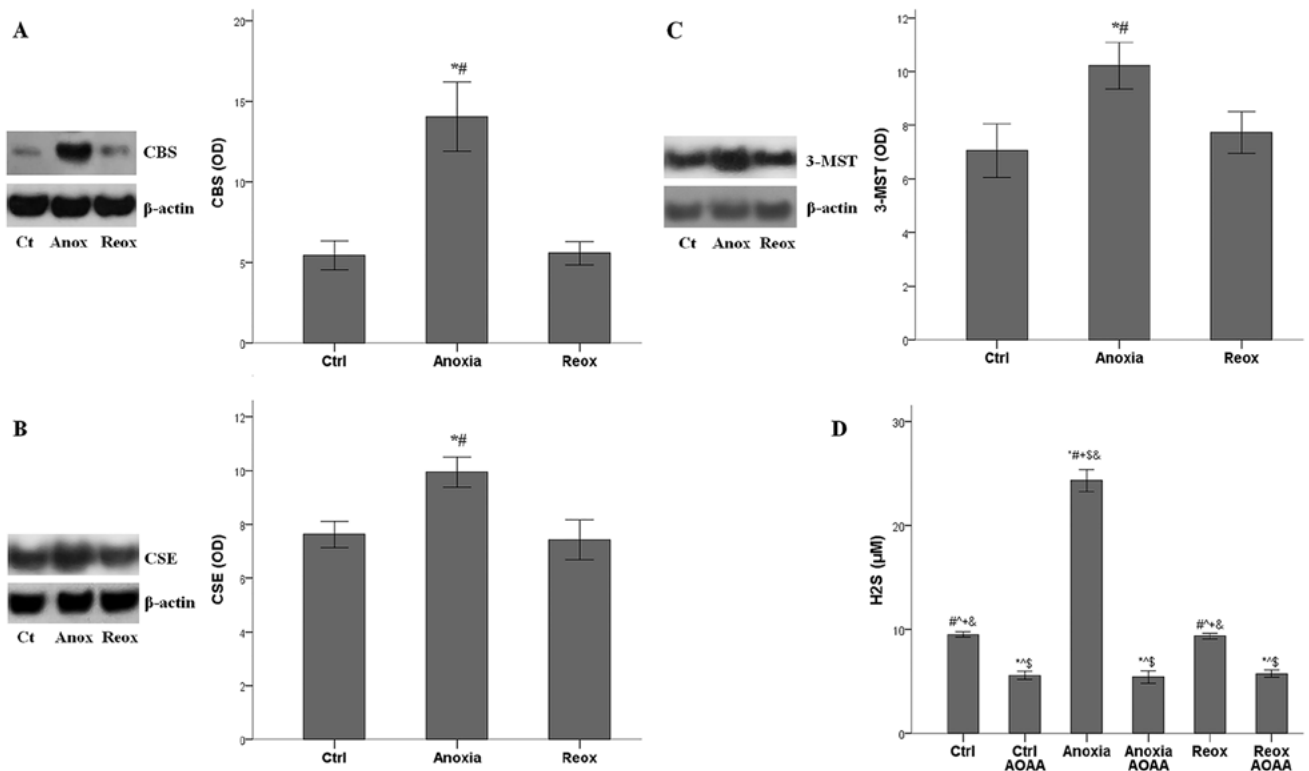 A
CBS
β-actin
Ct Anox Reox
CBS (OD)
20
15
10
5
0
*#
Ctrl Anoxia Reox
C
3-MST
β-actin
Ct Anox Reox
3-MST (OD)
12
10
8
6
4
2
0
*#
Ctrl Anoxia Reox
B
CSE
β-actin
Ct Anox Reox
CSE (OD)
12
10
8
6
4
2
0
*#
Ctrl Anoxia Reox
D
H2S (µM)
30
20
10
0
#^+& *^$ *#+$& *^$ #^+& *^$
Ctrl Ctrl AOAA Anoxia Anoxia AOAA Reox Reox AOAA